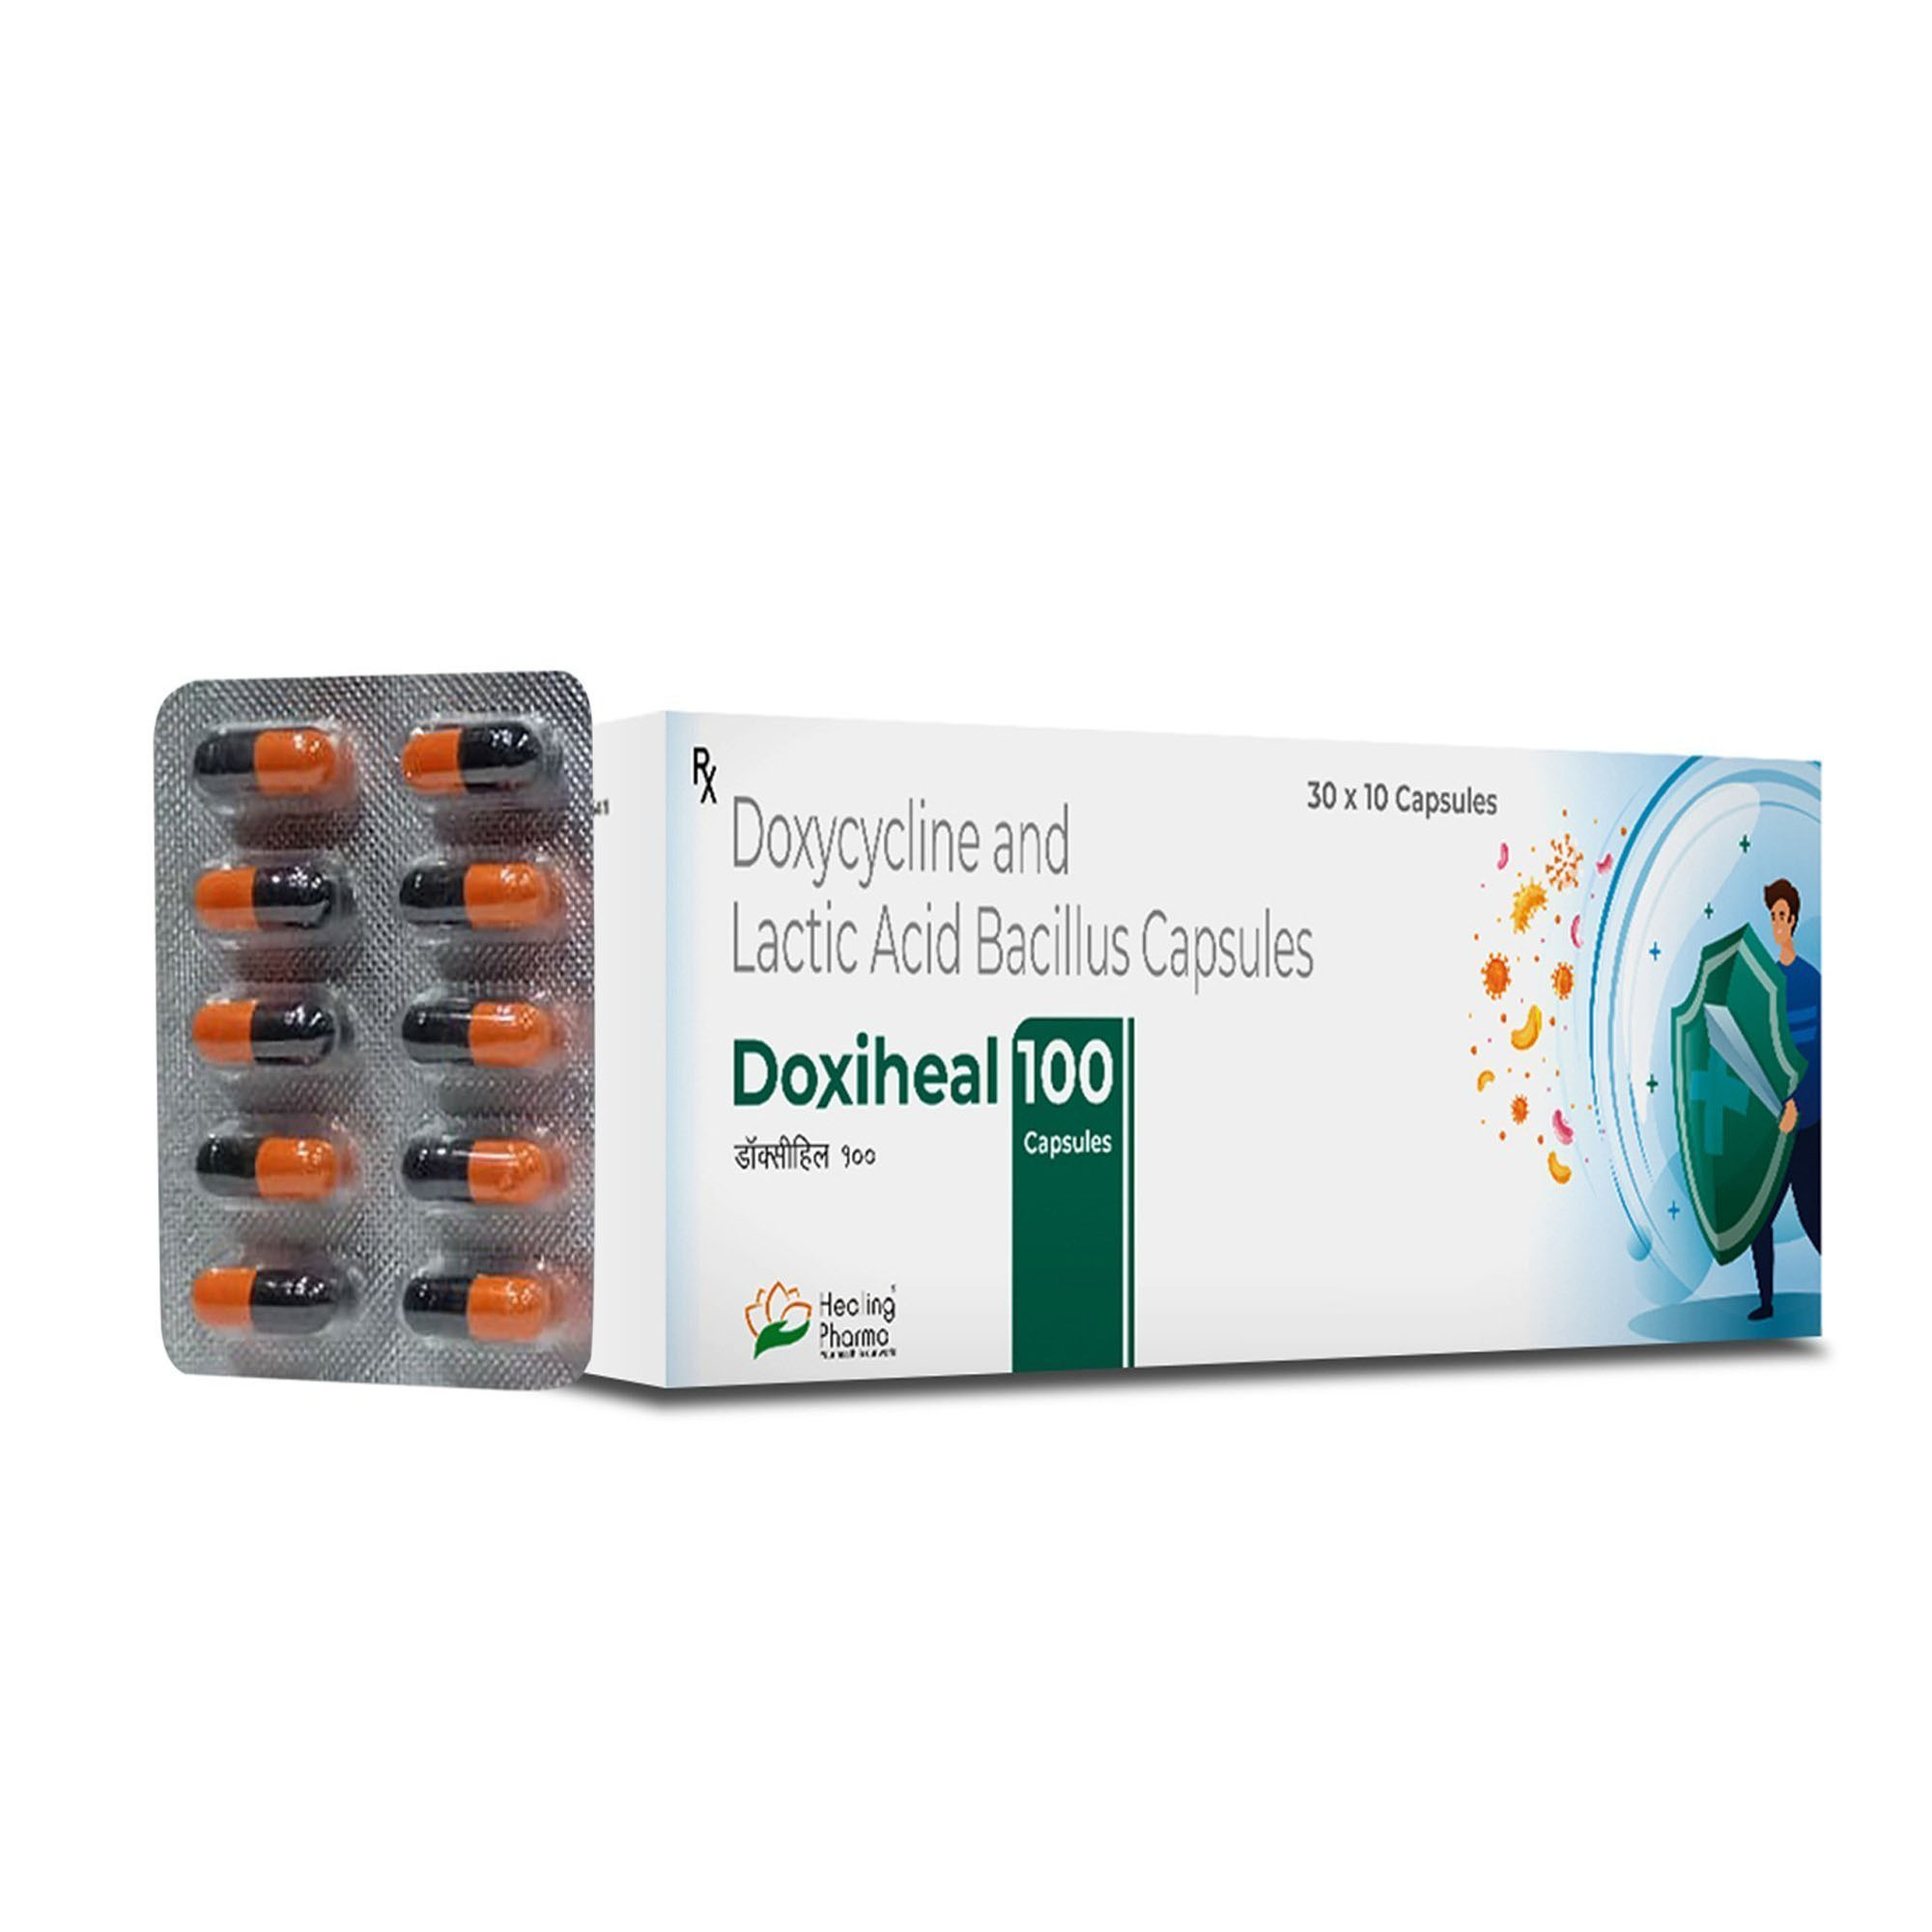 Rx
Doxycycline and
Lactic Acid Bacillus Capsules
30 x 10 Capsules
Doxiheal 100
Capsules
डॉक्सीहिल १००
Healing
Pharma